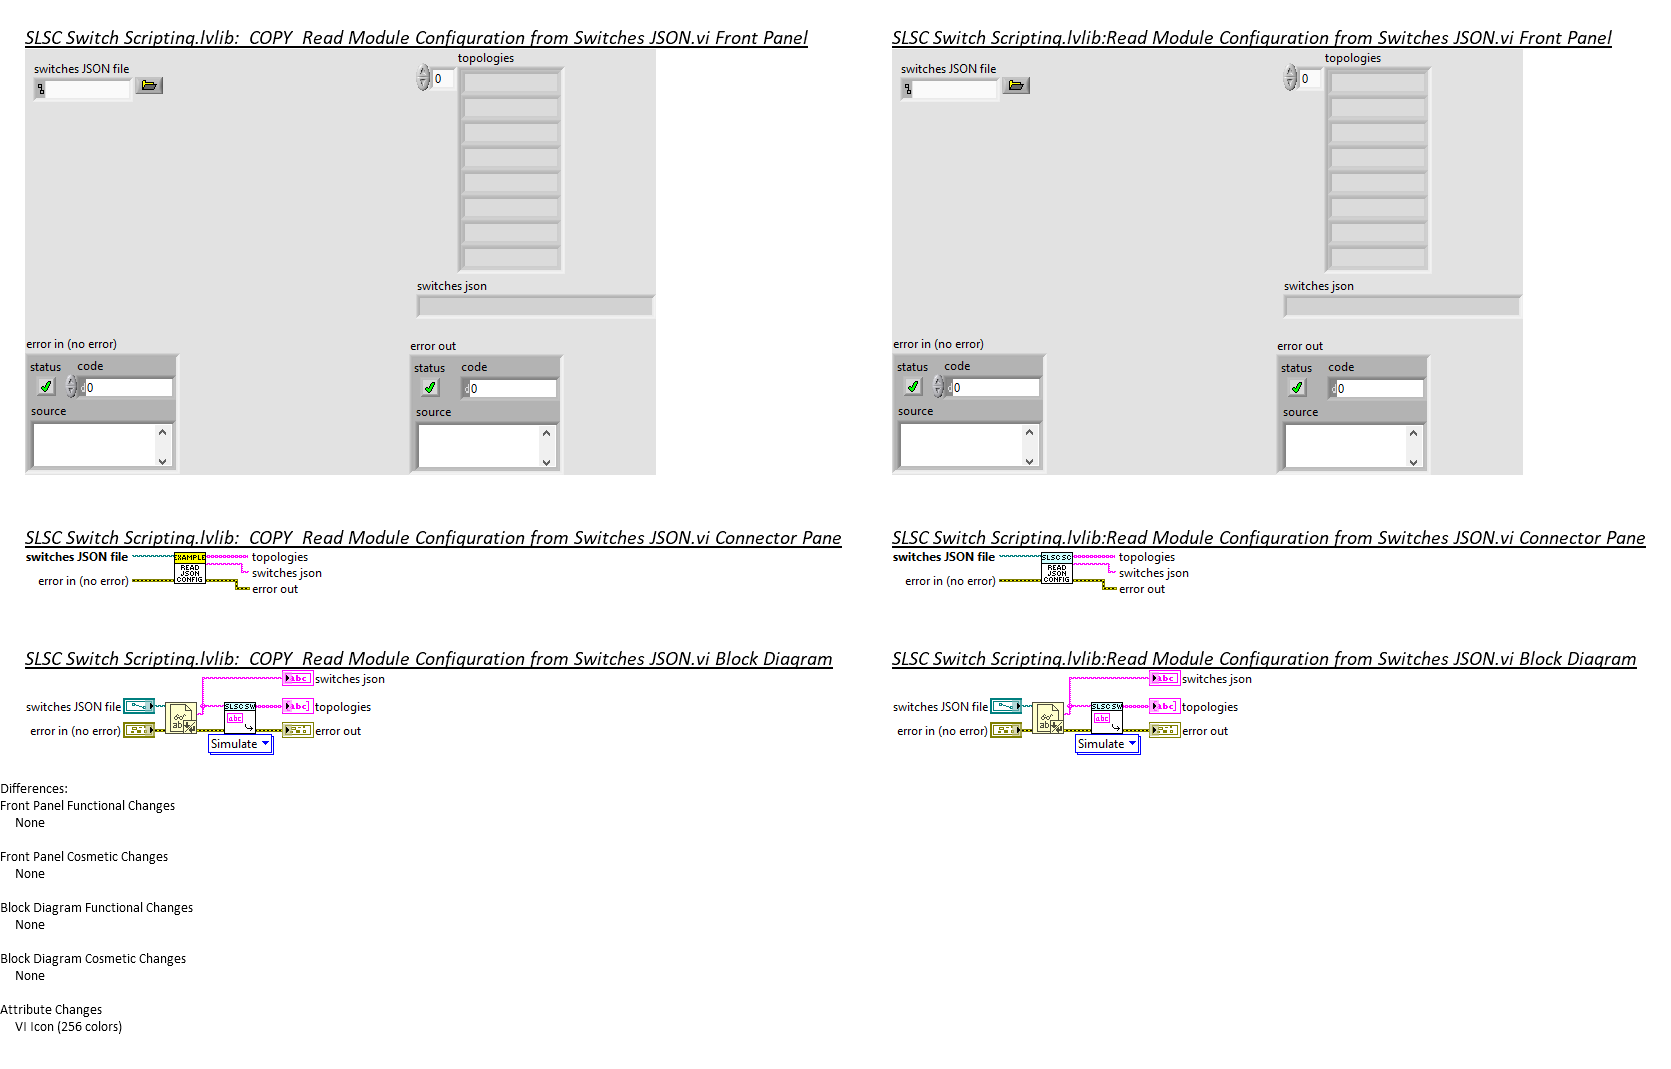 SLSC Switch Scripting.lvlib:  COPY  Read Module Configuration from Switches JSON.vi Front Panel
switches JSON file
topologies
0
switches json
error in (no error)
status code
0
source
error out
status code
0
source
SLSC Switch Scripting.lvlib:Read Module Configuration from Switches JSON.vi Front Panel
switches JSON file
topologies
0
switches json
error in (no error)
status code
0
source
error out
status code
0
source
SLSC Switch Scripting.lvlib:  COPY  Read Module Configuration from Switches JSON.vi Connector Pane
switches JSON file
error in (no error)
EXAMPLE
READ
JSON
CONFIG
topologies
switches json
error out
SLSC Switch Scripting.lvlib:Read Module Configuration from Switches JSON.vi Connector Pane
switches JSON file
error in (no error)
SLSC SC
READ
JSON
CONFIG
topologies
switches json
error out
SLSC Switch Scripting.lvlib:  COPY  Read Module Configuration from Switches JSON.vi Block Diagram
abc switches json
switches JSON file
SLSC SW
abc
abc topologies
error in (no error)
ab
error out
Simulate
SLSC Switch Scripting.lvlib:Read Module Configuration from Switches JSON.vi Block Diagram
abc switches json
switches JSON file
SLSC SW
abc
abc topologies
error in (no error)
ab
error out
Simulate
Differences:
Front Panel Functional Changes
None
Front Panel Cosmetic Changes
None
Block Diagram Functional Changes
None
Block Diagram Cosmetic Changes
None
Attribute Changes
VI Icon (256 colors)